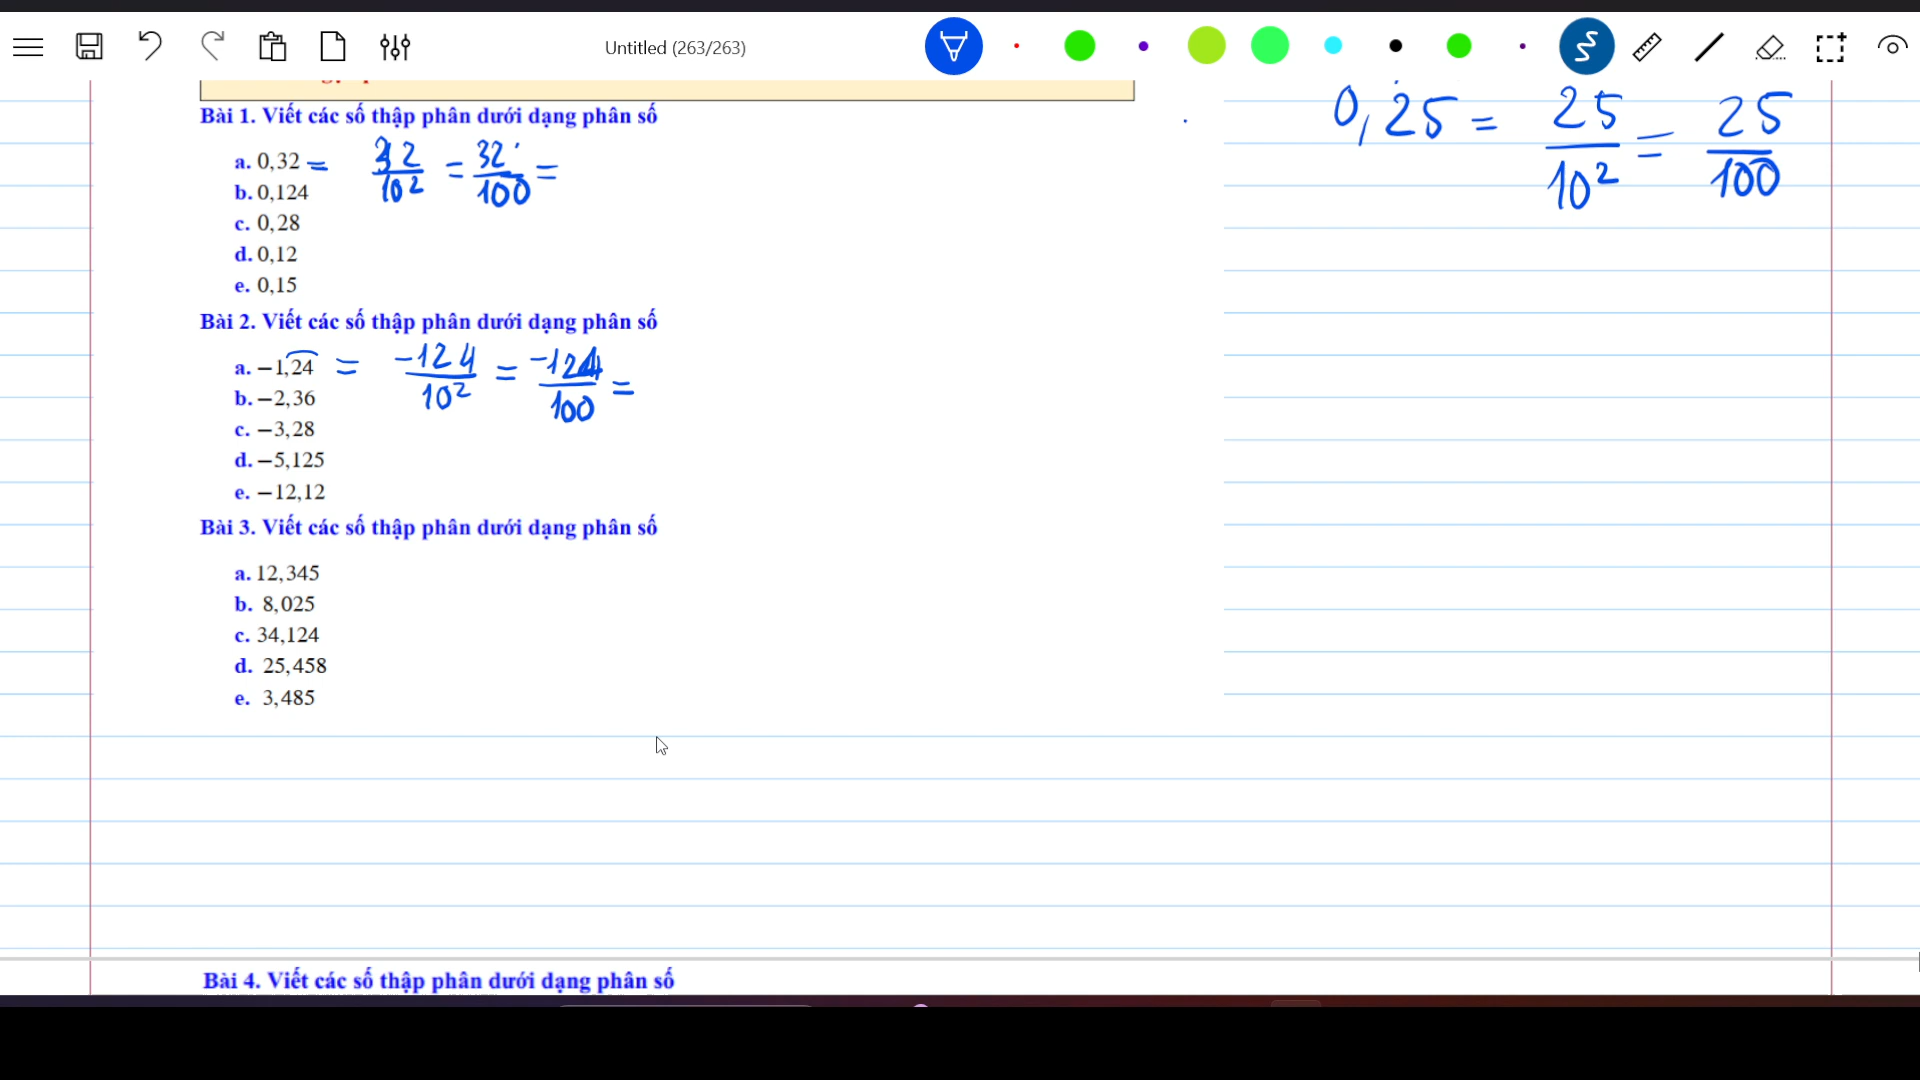 Untitled (263/263)
Bài 1. Viết các số thập phân dưới dạng phân số
a. 0,32 = 32/10² = 32/100 =
b. 0,124
c. 0,28
d. 0,12
e. 0,15
Bài 2. Viết các số thập phân dưới dạng phân số
a. −1,24 = −124/10² = −124/100 =
b. −2,36
c. −3,28
d. −5,125
e. −12,12
Bài 3. Viết các số thập phân dưới dạng phân số
a. 12,345
b. 8,025
c. 34,124
d. 25,458
e. 3,485
Bài 4. Viết các số thập phân dưới dạng phân số
0,25 = 25/10² = 25/100